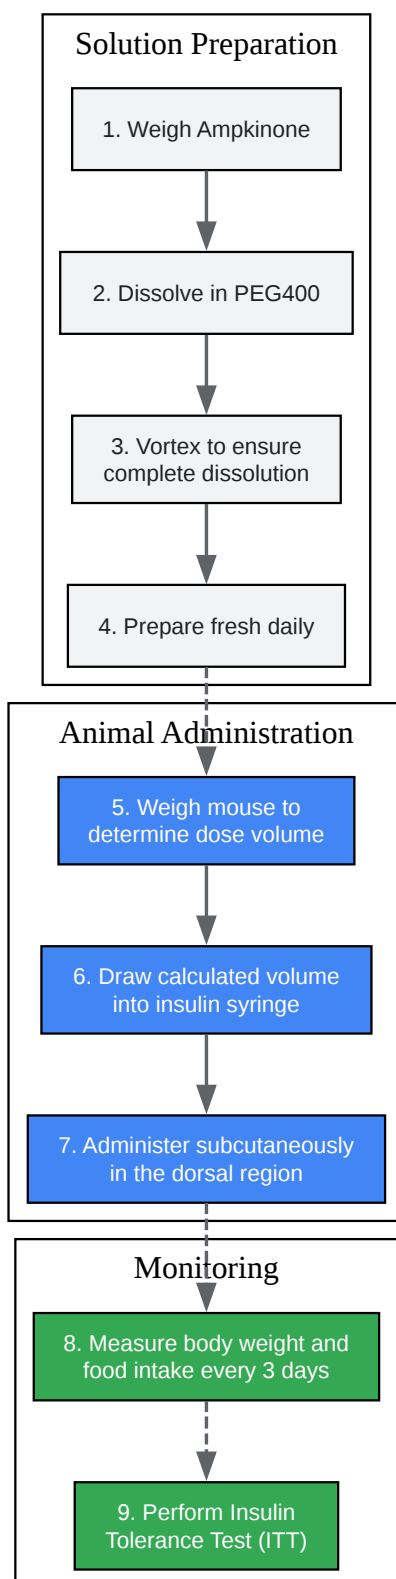 Solution Preparation
1. Weigh Ampkinone
2. Dissolve in PEG400
3. Vortex to ensure
complete dissolution
4. Prepare fresh daily
Animal Administration
5. Weigh mouse to
determine dose volume
6. Draw calculated volume
into insulin syringe
7. Administer subcutaneously
in the dorsal region
Monitoring
8. Measure body weight and
food intake every 3 days
9. Perform Insulin
Tolerance Test (ITT)